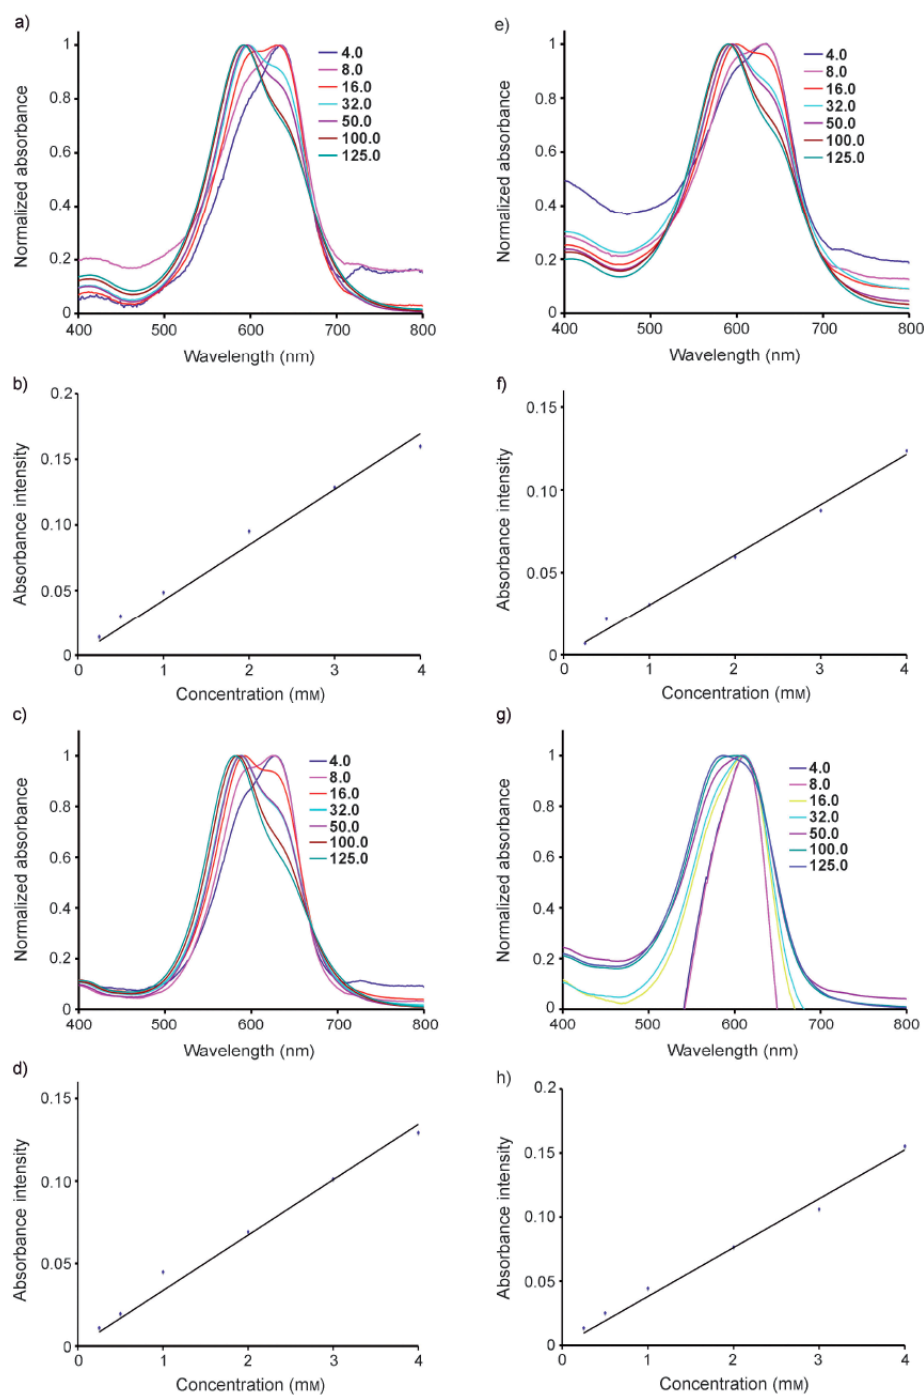 a)
Normalized absorbance
1
0.8
0.6
0.4
0.2
0
400 500 600 700 800
Wavelength (nm)
4.0
8.0
16.0
32.0
50.0
100.0
125.0
e)
Normalized absorbance
1
0.8
0.6
0.4
0.2
0
400 500 600 700 800
Wavelength (nm)
4.0
8.0
16.0
32.0
50.0
100.0
125.0
b)
Absorbance intensity
0.2
0.15
0.10
0.05
0
0 1 2 3 4
Concentration (mM)
f)
Absorbance intensity
0.15
0.10
0.05
0
0 1 2 3 4
Concentration (mM)
c)
Normalized absorbance
1
0.8
0.6
0.4
0.2
0
400 500 600 700 800
Wavelength (nm)
4.0
8.0
16.0
32.0
50.0
100.0
125.0
g)
Normalized absorbance
1
0.8
0.6
0.4
0.2
0
400 500 600 700 800
Wavelength (nm)
4.0
8.0
16.0
32.0
50.0
100.0
125.0
d)
Absorbance intensity
0.15
0.10
0.05
0
0 1 2 3 4
Concentration (mM)
h)
Absorbance intensity
0.2
0.15
0.10
0.05
0
0 1 2 3 4
Concentration (mM)